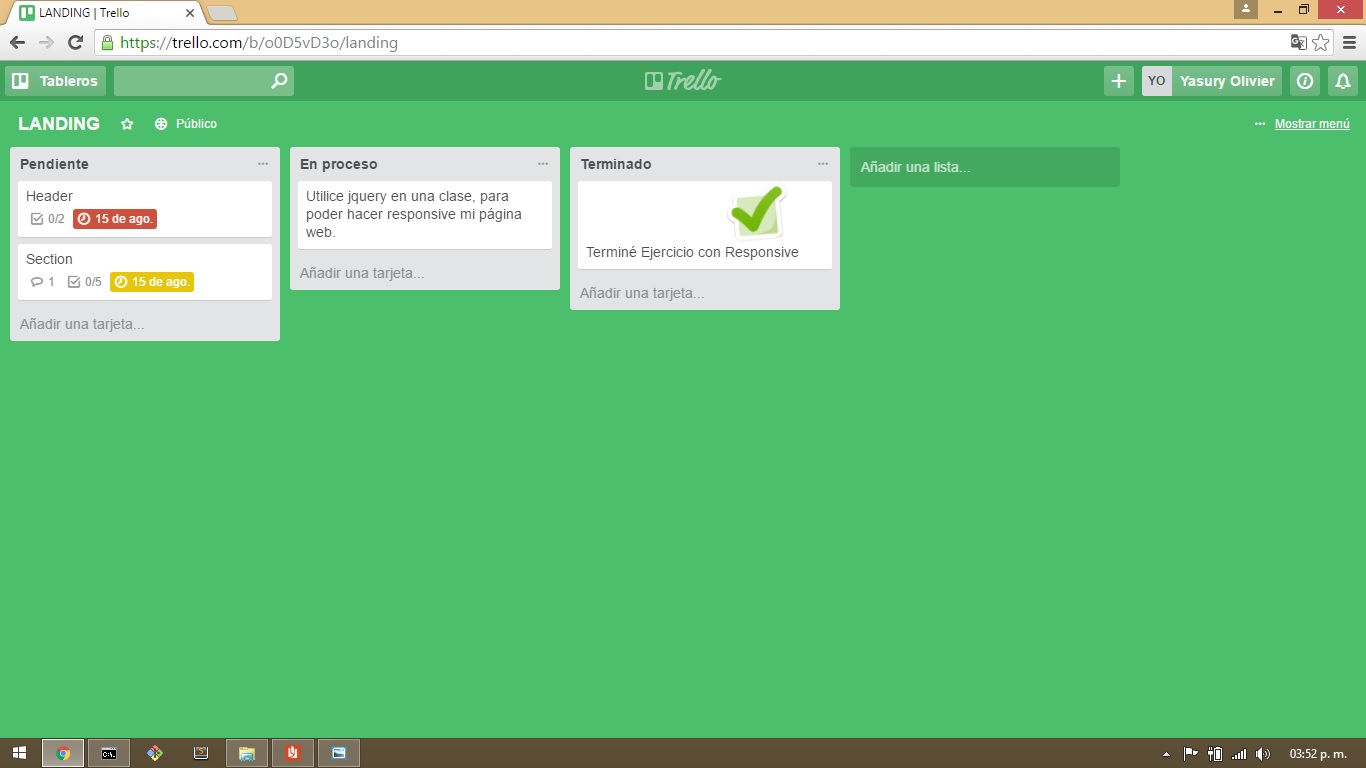 LANDING | Trello
https://trello.com/b/o0D5vD3o/landing
Tableros
Trello
YO
Yasury Olivier
LANDING
Público
Mostrar menú
Pendiente
Header
0/2
15 de ago.
Section
1
0/5
15 de ago.
Añadir una tarjeta...
En proceso
Utilice jquery en una clase, para
poder hacer responsive mi página
web.
Añadir una tarjeta...
Terminado
Terminé Ejercicio con Responsive
Añadir una tarjeta...
Añadir una lista...
03:52 p. m.